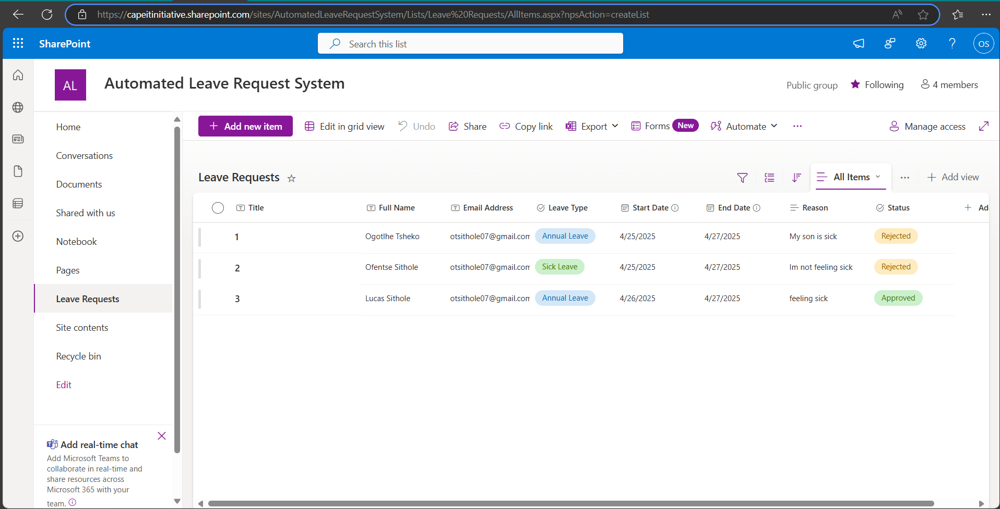 https://capeitinitiative.sharepoint.com/sites/AutomatedLeaveRequestSystem/Lists/Leave%20Requests/AllItems.aspx?npsAction=createList
SharePoint
Search this list
OS
AL
Automated Leave Request System
Public group
Following
4 members
Home
Conversations
Documents
Shared with us
Notebook
Pages
Leave Requests
Site contents
Recycle bin
Edit
Add real-time chat
Add Microsoft Teams to
collaborate in real-time and
share resources across
Microsoft 365 with your
team.
Add new item
Edit in grid view
Undo
Share
Copy link
Export
Forms New
Automate
Manage access
Leave Requests
All Items
Add view
Title Full Name Email Address Leave Type Start Date End Date Reason Status Ad
1 Ogotlhe Tsheko otsithole07@gmail.com Annual Leave 4/25/2025 4/27/2025 My son is sick Rejected
2 Ofentse Sithole otsithole07@gmail.com Sick Leave 4/25/2025 4/27/2025 Im not feeling sick Rejected
3 Lucas Sithole otsithole07@gmail.com Annual Leave 4/26/2025 4/27/2025 feeling sick Approved